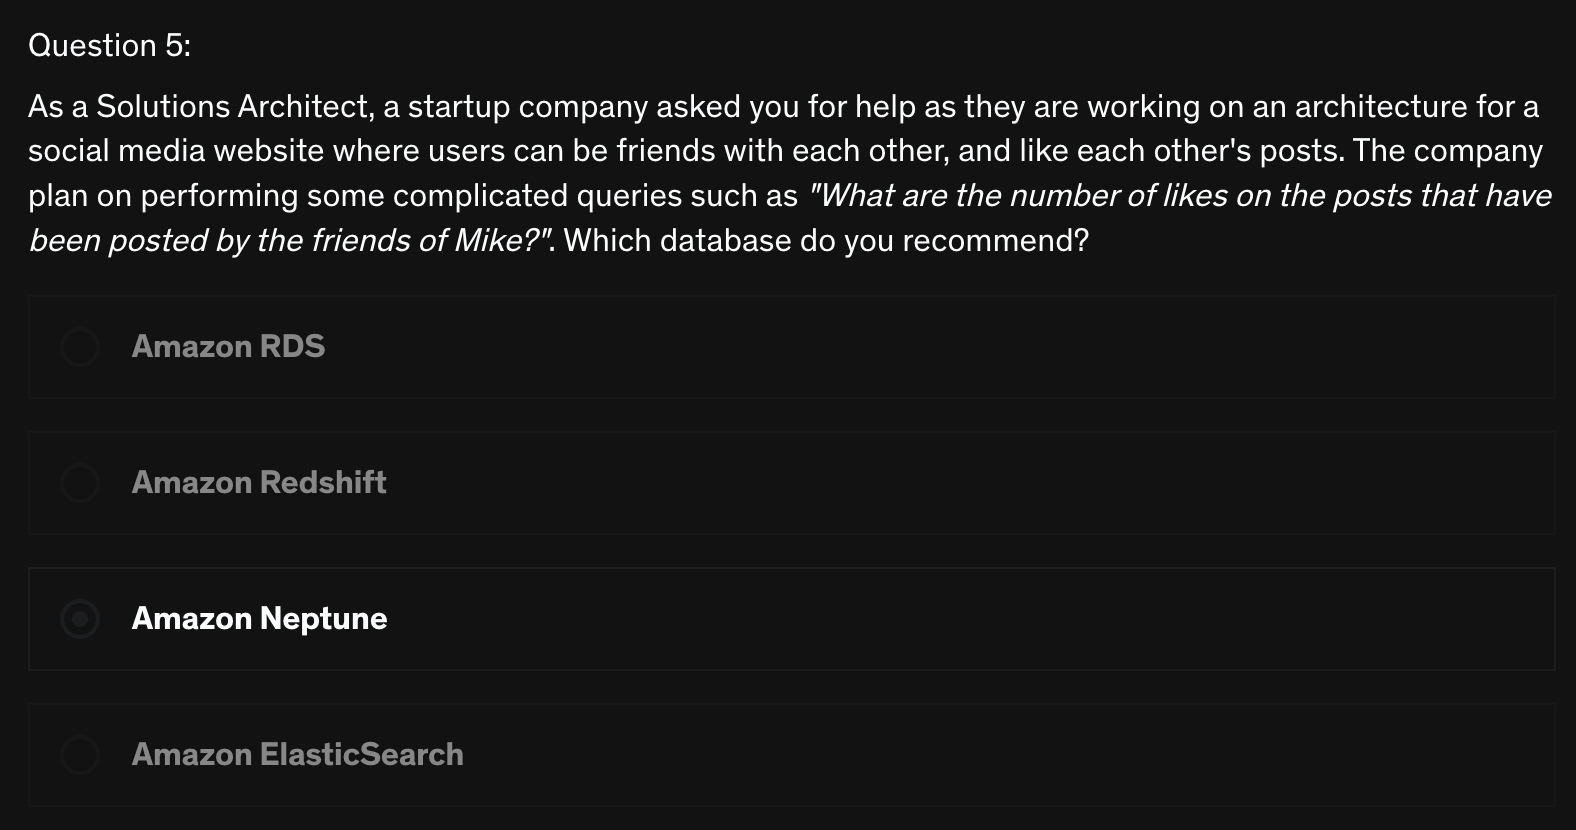 Question 5:
As a Solutions Architect, a startup company asked you for help as they are working on an architecture for a
social media website where users can be friends with each other, and like each other's posts. The company
plan on performing some complicated queries such as "What are the number of likes on the posts that have
been posted by the friends of Mike?". Which database do you recommend?
Amazon RDS
Amazon Redshift
Amazon Neptune
Amazon ElasticSearch